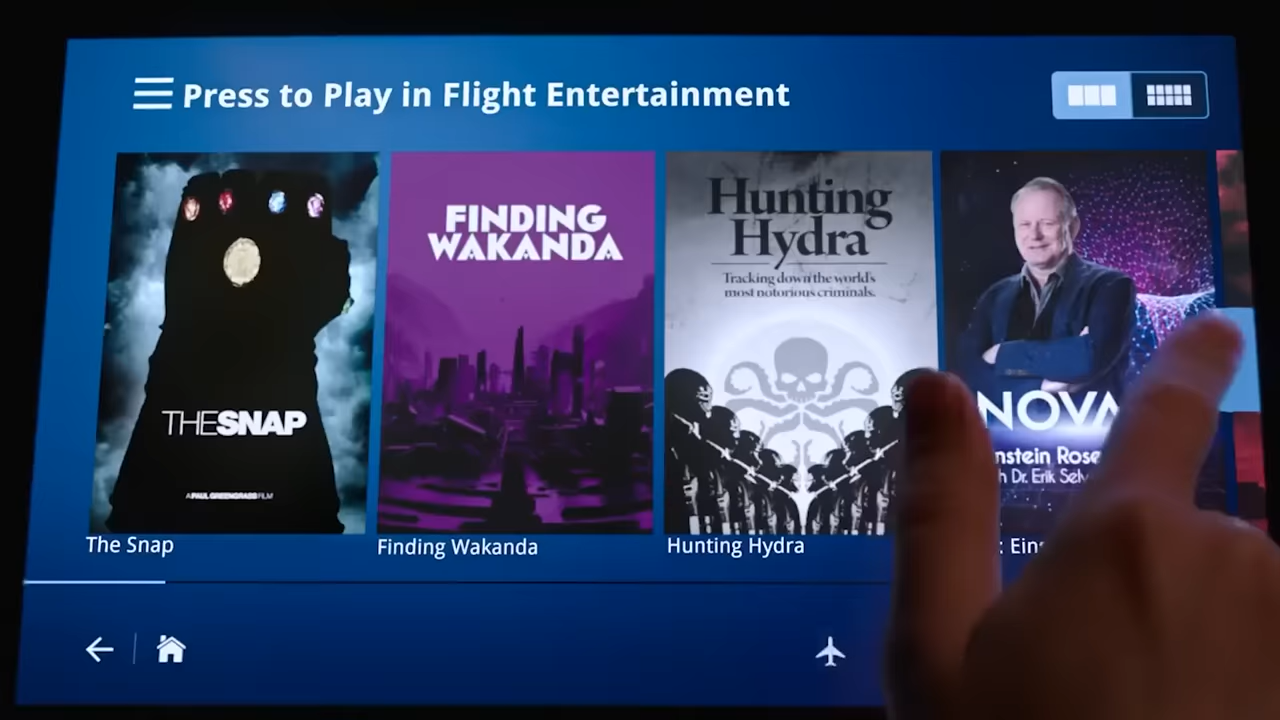 Press to Play in Flight Entertainment
THESNAP
A PAUL GREENGRASS FILM
The Snap
FINDING
WAKANDA
Finding Wakanda
Hunting
Hydra
Tracking down the world's
most notorious criminals.
Hunting Hydra
NOVA
nstein Rose
h Dr. Erik Selv
: Eins